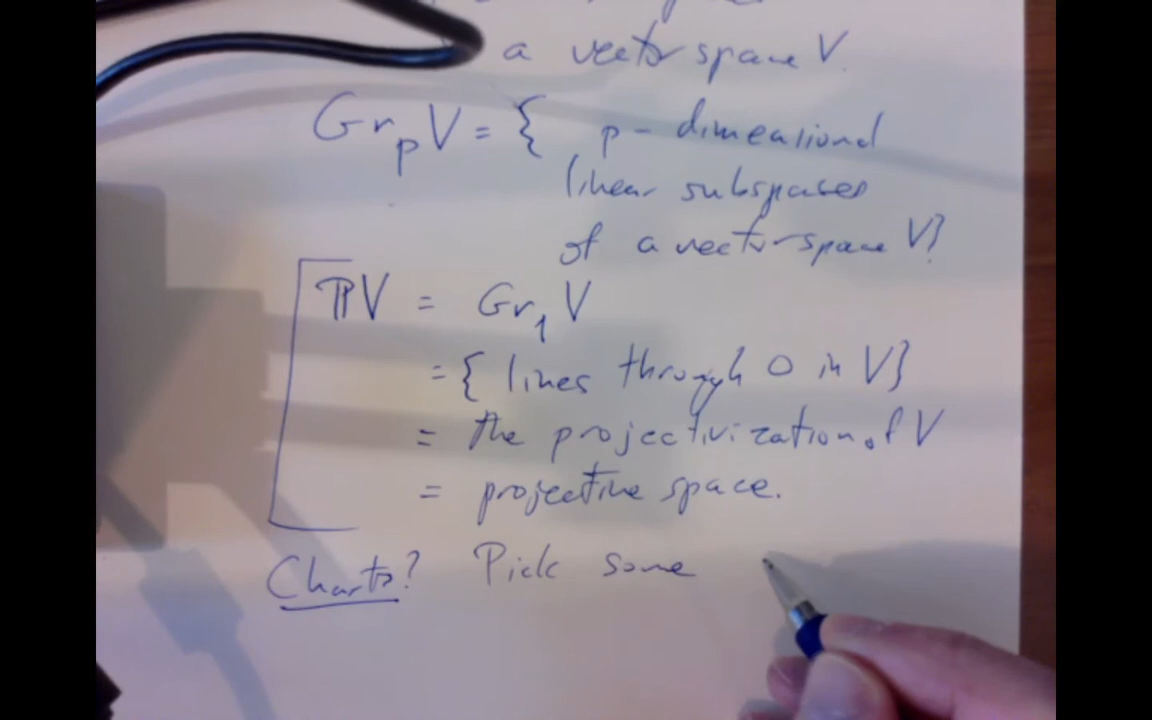 a vector space V.
Gr_p V = { p - dimensional
linear subspaces
of a vector space V}
ℙV = Gr_1 V
= { lines through 0 in V}
= the projectivization of V
= projective space.
Charts? Pick some